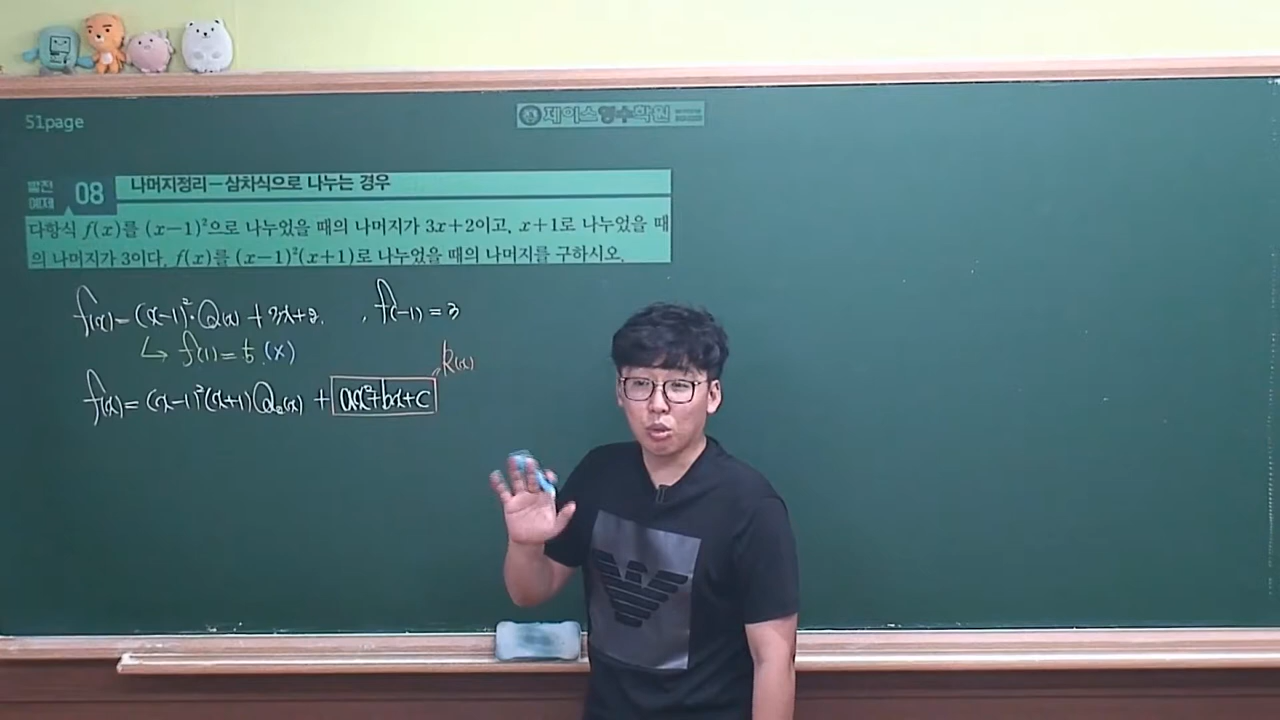 51page
제이스영수학원
발전 예제 08 나머지정리-삼차식으로 나누는 경우
다항식 f(x)를 (x-1)²으로 나누었을 때의 나머지가 3x+2이고, x+1로 나누었을 때
의 나머지가 3이다. f(x)를 (x-1)²(x+1)로 나누었을 때의 나머지를 구하시오.
f(x)=(x-1)²·Q(x)+3x+2. , f(-1)=3
↳ f(1)=5.(x)
R(x)
f(x)=(x-1)²(x+1)Q₂(x)+ax²+bx+c